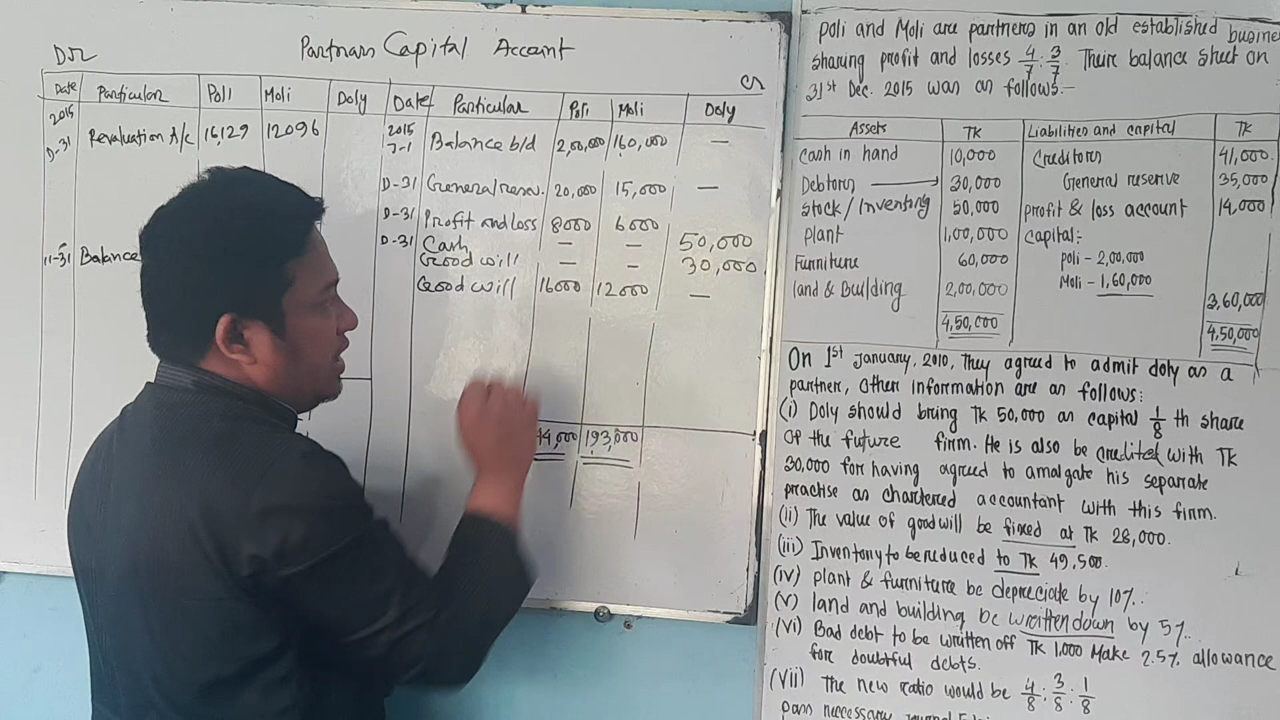 Partners Capital Account
Dr
Cr
Date Particular Poli Moli Doly Date Particular Poli Moli Doly
2015
D-31 Revaluation A/c 16,129 12096
2015
J-1 Balance b/d 2,00,000 160,000 —
D-31 General reser. 20,000 15,000 —
D-31 Profit and loss 8000 6000
D-31 Cash — — 50,000
Good will — — 30,000
Good will 16000 12000 —
11-31 Balance
44,000 193,000
Poli and Moli are partners in an old established busine
sharing profit and losses 4/7 : 3/7. Their balance sheet on
31st Dec. 2015 was as follows:-
Assets TK Liabilities and capital TK
Cash in hand 10,000 Creditors 41,000
Debtors 30,000 General reserve 35,000
Stock/Inventory 50,000 profit & loss account 14,000
plant 1,00,000 Capital:-
Furniture 60,000 poli - 2,00,000
land & Building 2,00,000 Moli - 1,60,000
3,60,000
4,50,000 4,50,000
On 1st January, 2010, They agreed to admit doly as a
partner, Other information are as follows:
(i) Doly should bring TK 50,000 as capital 1/8 th share
of the future firm. He is also be credited with TK
30,000 for having agreed to amalgate his separate
practise as chartered accountant with this firm.
(ii) The value of goodwill be fixed at TK 28,000.
(iii) Inventory to be reduced to TK 49,500.
(iv) plant & furniture be depreciate by 10%.
(v) land and building be written down by 5%.
(vi) Bad debt to be written off TK 1,000 Make 2.5% allowance
for doubtful debts.
(vii) The new ratio would be 4/8 : 3/8 : 1/8
pass necessary